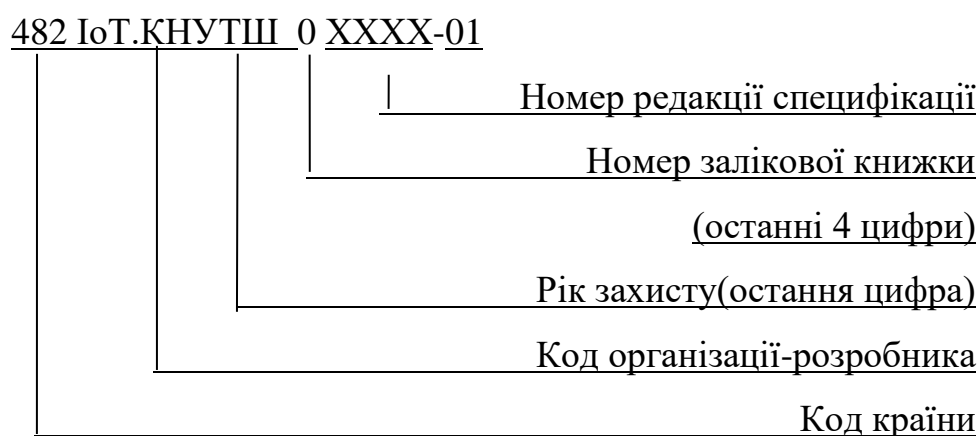 482 ІоТ.КНУТШ 0 ХХХХ-01
Номер редакції специфікації
Номер залікової книжки
(останні 4 цифри)
Рік захисту(остання цифра)
Код організації-розробника
Код країни